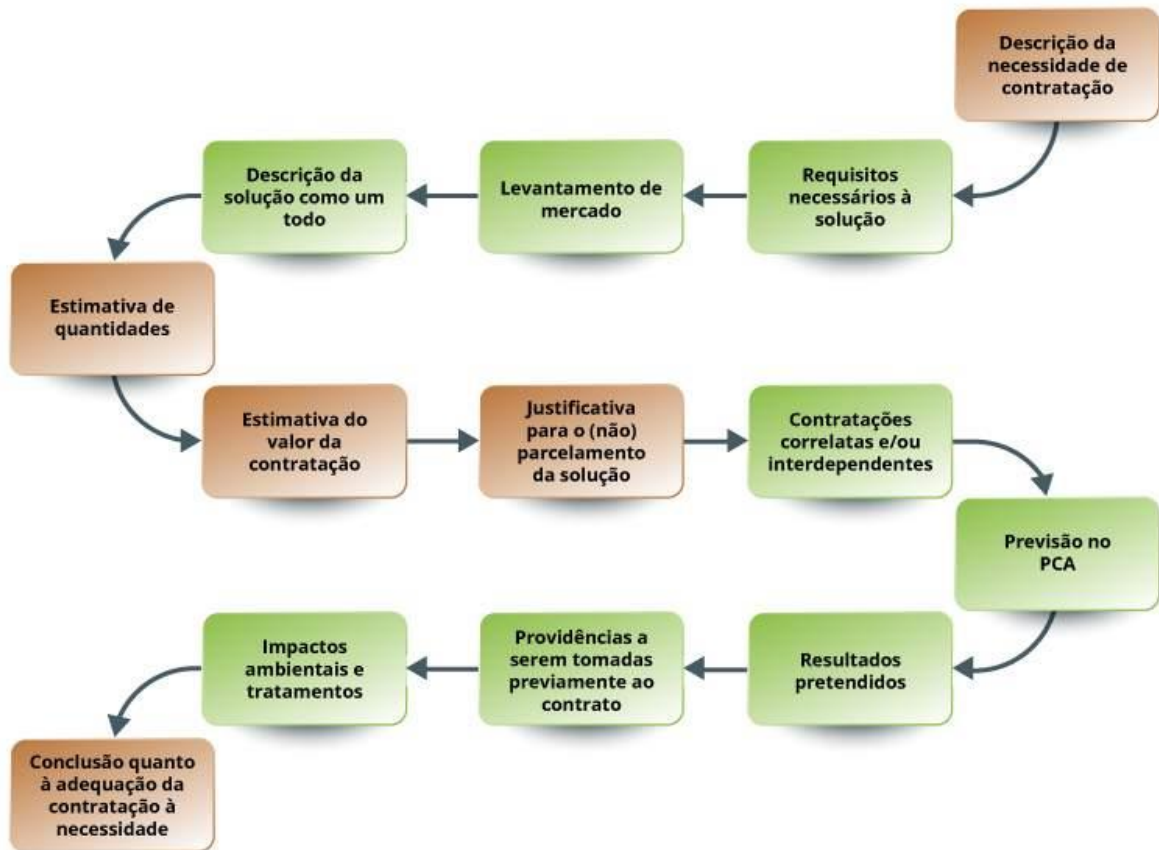 Descrição da
necessidade de
contratação
Requisitos
necessários à
solução
Levantamento de
mercado
Descrição da
solução como um
todo
Estimativa de
quantidades
Estimativa do
valor da
contratação
Justificativa
para o (não)
parcelamento
da solução
Contratações
correlatas e/ou
interdependentes
Previsão no
PCA
Resultados
pretendidos
Providências a
serem tomadas
previamente ao
contrato
Impactos
ambientais e
tratamentos
Conclusão quanto
à adequação da
contratação à
necessidade